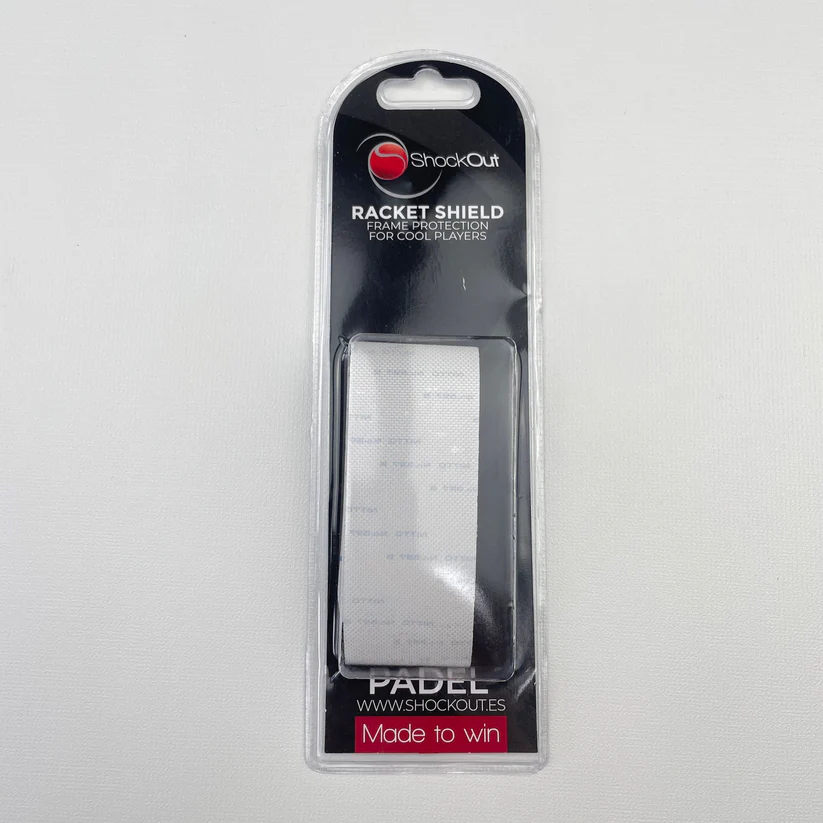 ShockOut
RACKET SHIELD
FRAME PROTECTION
FOR COOL PLAYERS
PADEL
WWW.SHOCKOUT.ES
Made to win